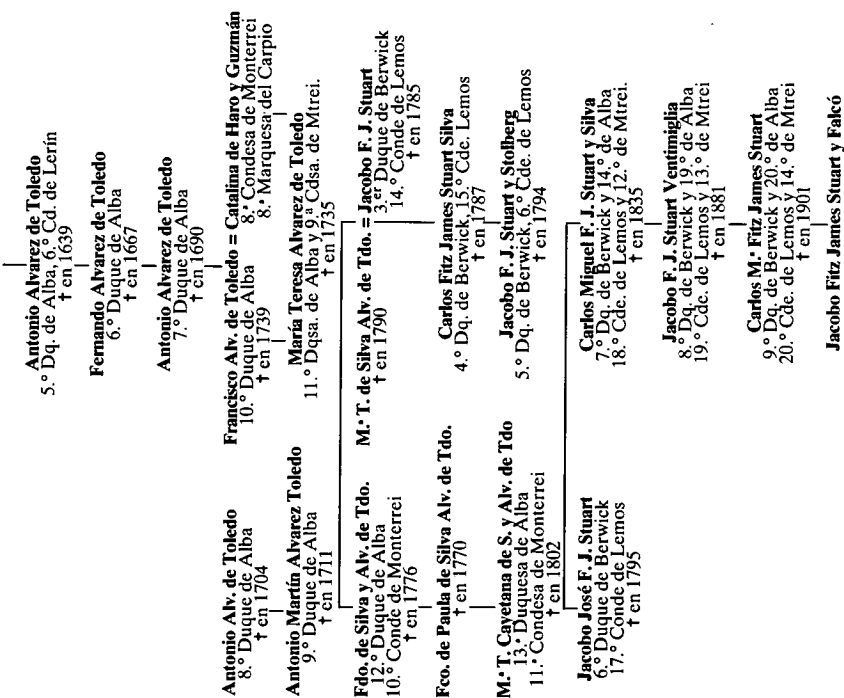 Antonio Alvarez de Toledo
5.º Dq. de Alba, 6.º Cd. de Lerín
† en 1639
Fernando Alvarez de Toledo
6.º Duque de Alba
† en 1667
Antonio Alvarez de Toledo
7.º Duque de Alba
† en 1690
Antonio Alv. de Toledo
8.º Duque de Alba
† en 1704
Francisco Alv. de Toledo = Catalina de Haro y Guzmán
10.º Duque de Alba
† en 1739
8.ª Condesa de Monterrei
8.ª Marquesa del Carpio
Antonio Martín Alvarez Toledo
9.º Duque de Alba
† en 1711
María Teresa Alvarez de Toledo
11.º Dqsa. de Alba y 9.ª Cdsa. de Mtrei.
† en 1735
Fdo. de Silva y Alv. de Tdo.
12.º Duque de Alba
10.º Conde de Monterrei
† en 1776
M.ª T. de Silva Alv. de Tdo. = Jacobo F. J. Stuart
† en 1790
3.er Duque de Berwick
14.º Conde de Lemos
† en 1785
Fco. de Paula de Silva Alv. de Tdo.
† en 1770
Carlos Fitz James Stuart Silva
4.º Dq. de Berwick, 15.º Cde. Lemos
† en 1787
M.ª T. Cayetana de S. y Alv. de Tdo
13.ª Duquesa de Alba
11.ª Condesa de Monterrei
† en 1802
Jacobo F. J. Stuart y Stolberg
5.º Dq. de Berwick, 6.º Cde. de Lemos
† en 1794
Jacobo José F. J. Stuart
6.º Duque de Berwick
17.º Conde de Lemos
† en 1795
Carlos Miguel F. J. Stuart y Silva
7.º Dq. de Berwick y 14.º de Alba
18.º Cde. de Lemos y 12.º de Mtrei.
† en 1835
Jacobo F. J. Stuart Ventimiglia
8.º Dq. de Berwick y 19.º de Alba
19.º Cde. de Lemos y 13.º de Mtrei
† en 1881
Carlos M.ª Fitz James Stuart
9.º Dq. de Berwick y 20.º de Alba
20.º Cde. de Lemos y 14.º de Mtrei
† en 1901
Jacobo Fitz James Stuart y Falcó